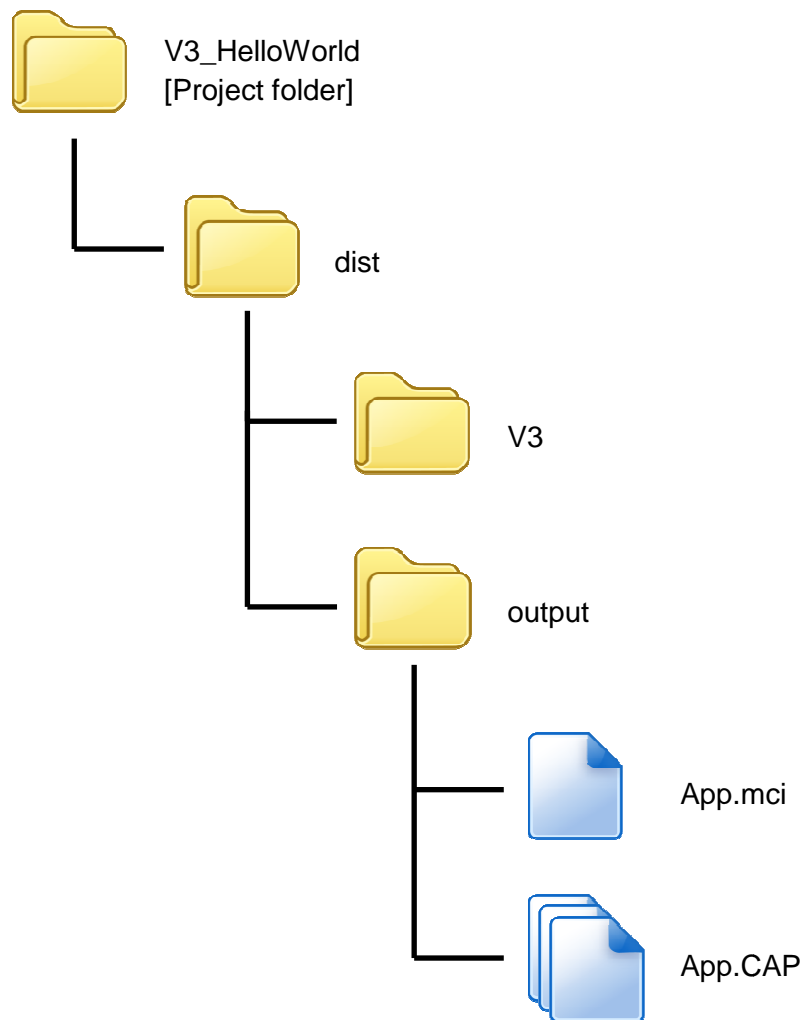 V3_HelloWorld
[Project folder]
dist
V3
output
App.mci
App.CAP